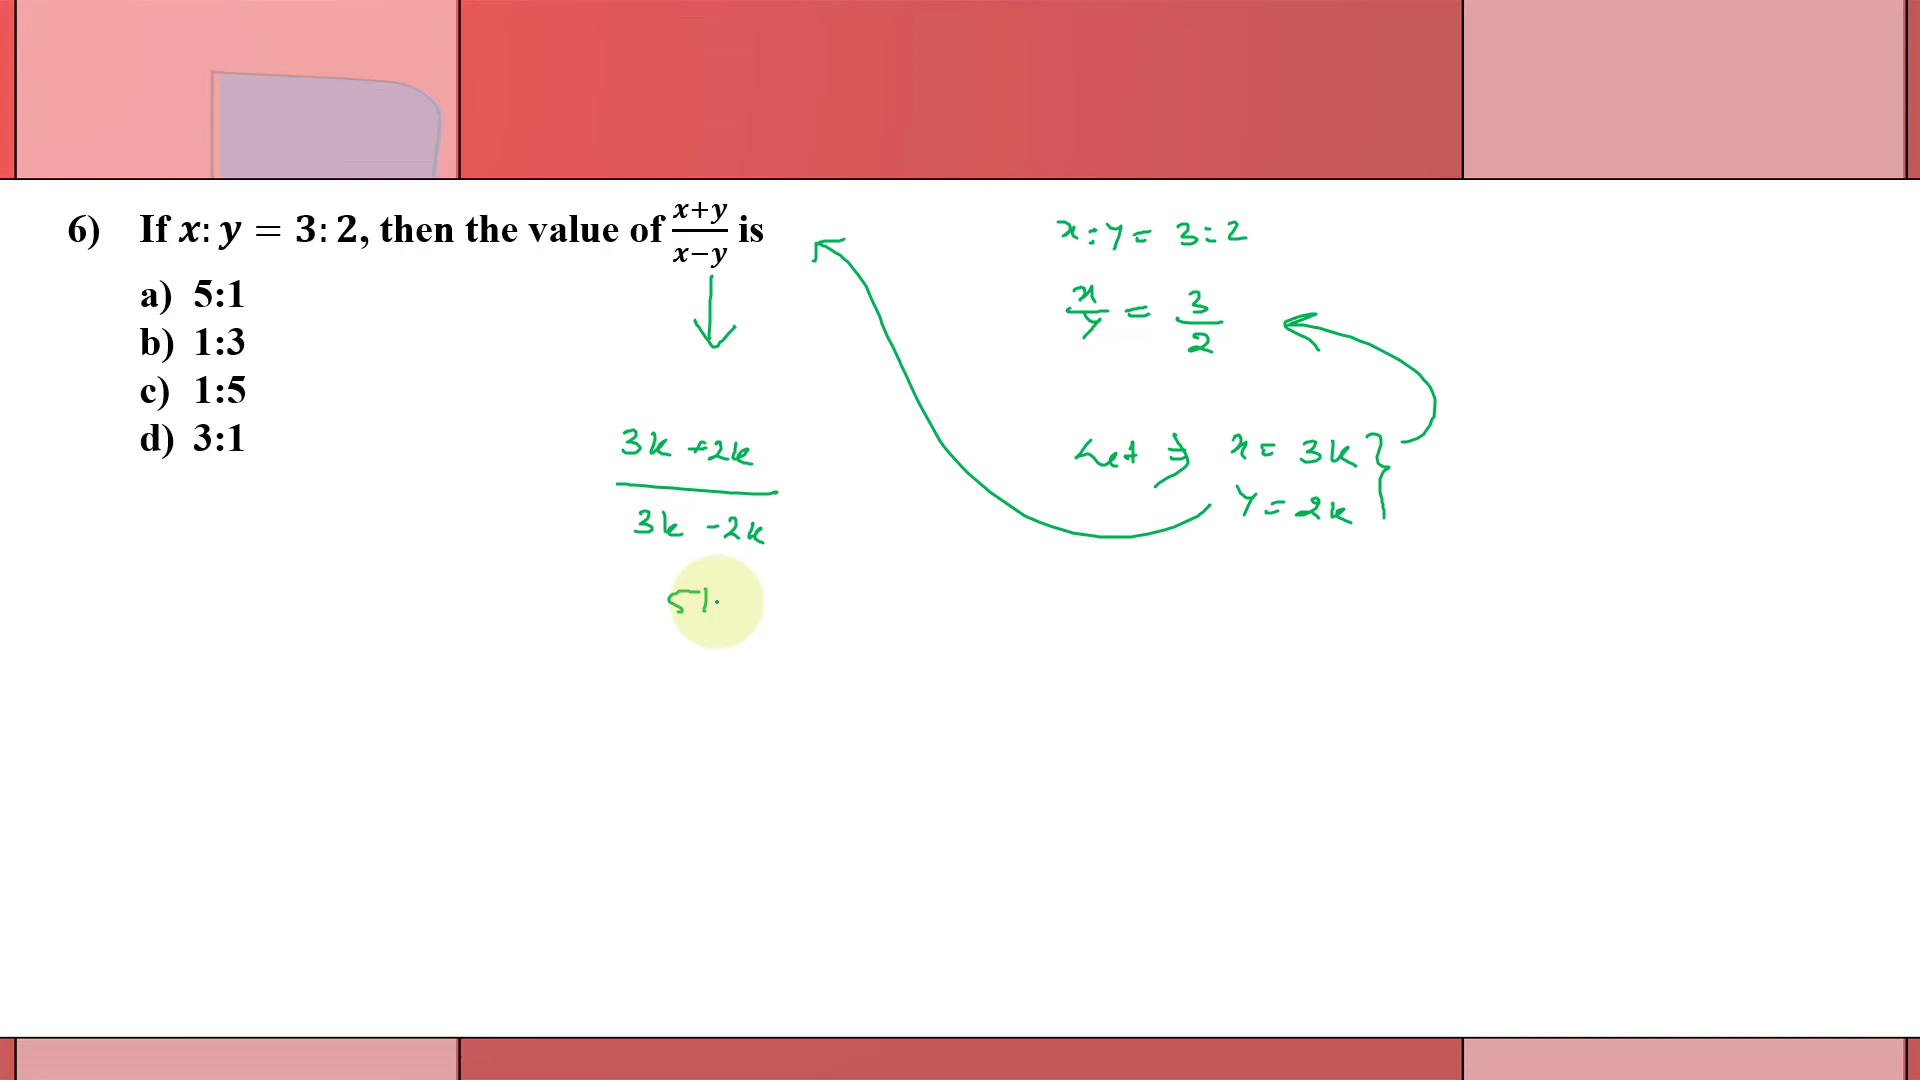 6) If x: y = 3: 2, then the value of x+y/x−y is
a) 5:1
b) 1:3
c) 1:5
d) 3:1
x:y = 3:2
x/y = 3/2
Let x = 3k
y = 2k
3k + 2k
3k - 2k
5